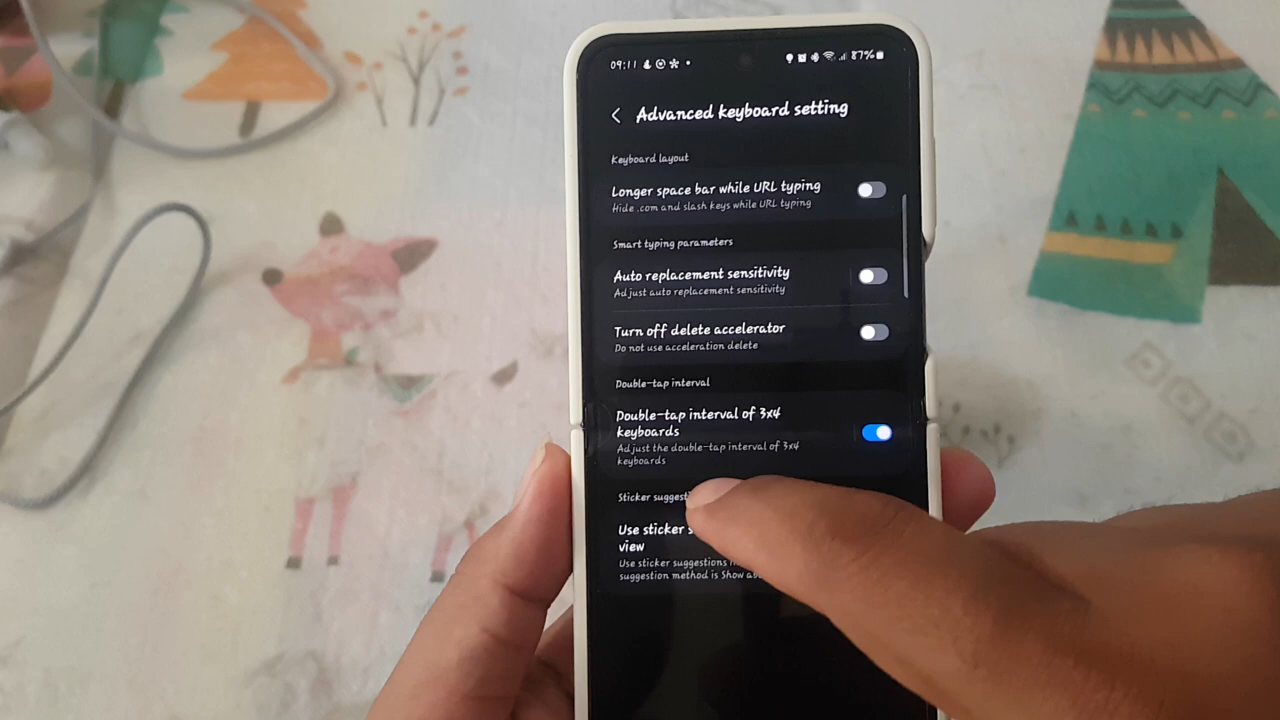 09:11
87%
Advanced keyboard setting
Keyboard layout
Longer space bar while URL typing
Hide .com and slash keys while URL typing
Smart typing parameters
Auto replacement sensitivity
Adjust auto replacement sensitivity
Turn off delete accelerator
Do not use acceleration delete
Double-tap interval
Double-tap interval of 3x4
keyboards
Adjust the double-tap interval of 3x4
keyboards
Sticker
Use sticker
view
Use sticker suggestions
suggestion method is Show